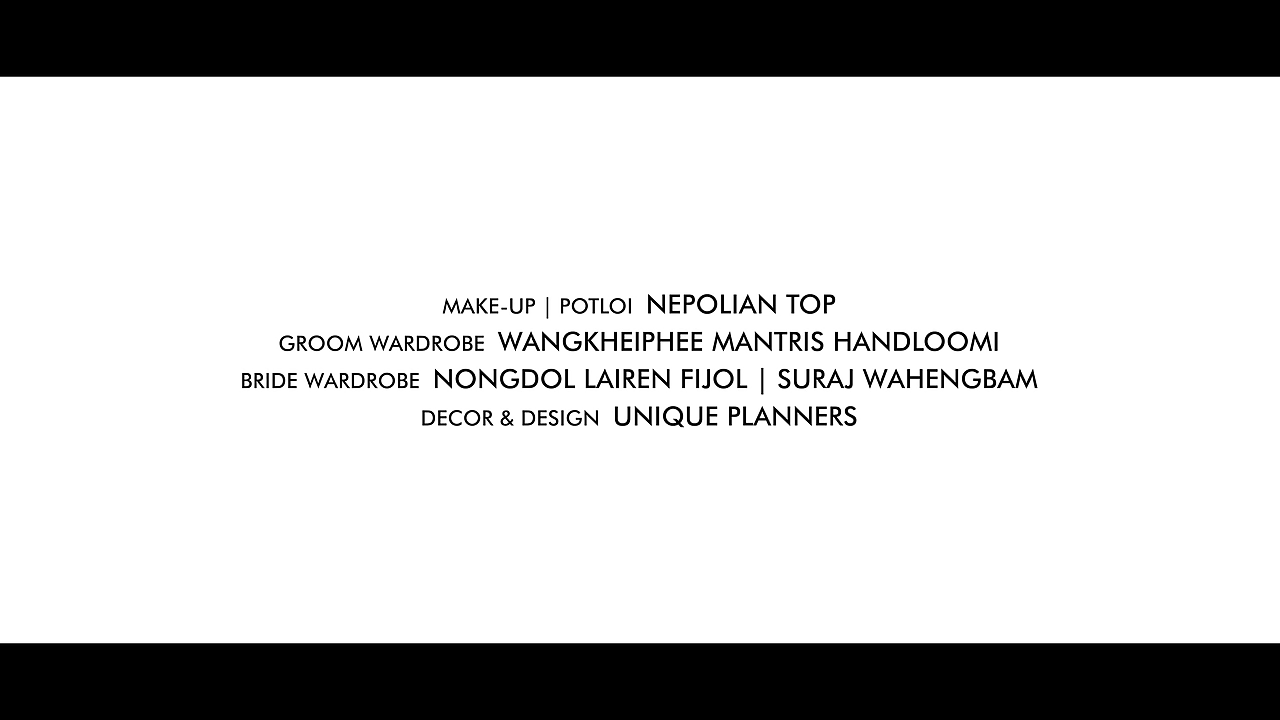 MAKE-UP | POTLOI NEPOLIAN TOP
GROOM WARDROBE WANGKHEIPHEE MANTRIS HANDLOOMI
BRIDE WARDROBE NONGDOL LAIREN FIJOL | SURAJ WAHENGBAM
DECOR & DESIGN UNIQUE PLANNERS